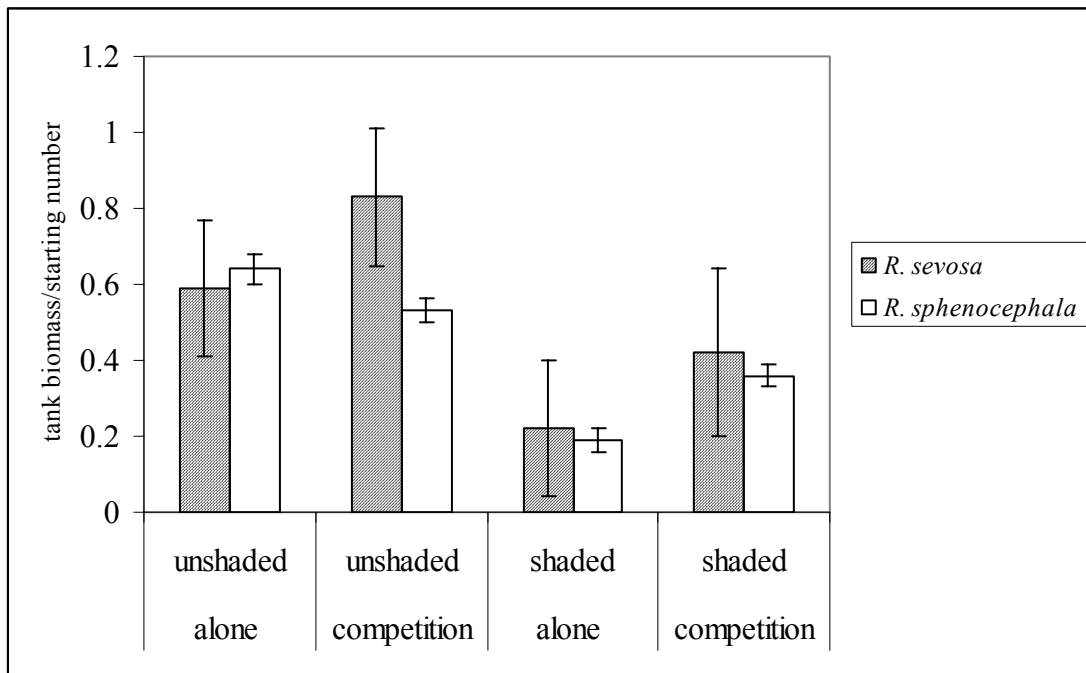 tank biomass/starting number
1.2
1
0.8
0.6
0.4
0.2
0
unshaded unshaded shaded shaded
alone competition alone competition
R. sevosa
R. sphenocephala